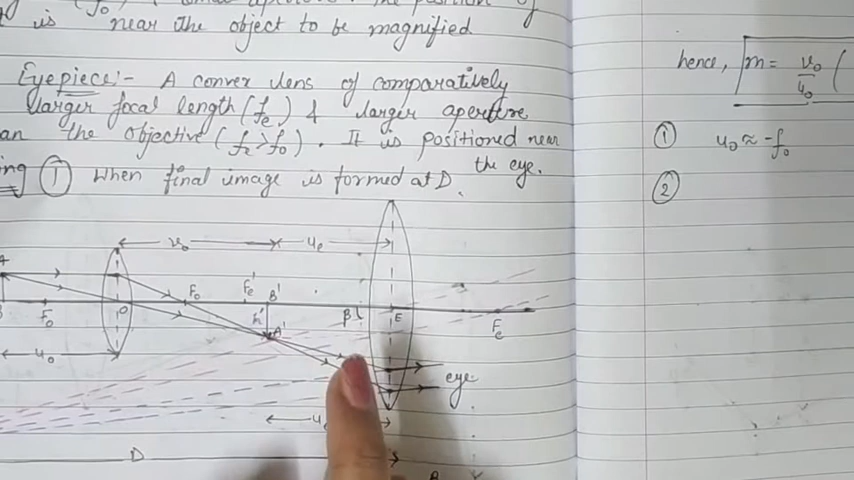 is near the object to be magnified
Eyepiece:- A convex lens of comparatively
larger focal length (fe) & larger aperture
an the objective (fe > fo). It is positioned near
the eye.
ing ① When final image is formed at D.
vo ue
A
Fo O Fo Fe' B' β E Fe
h' A'
uo
eye
D
hence, m = vo/uo (
① uo ≈ -fo
②